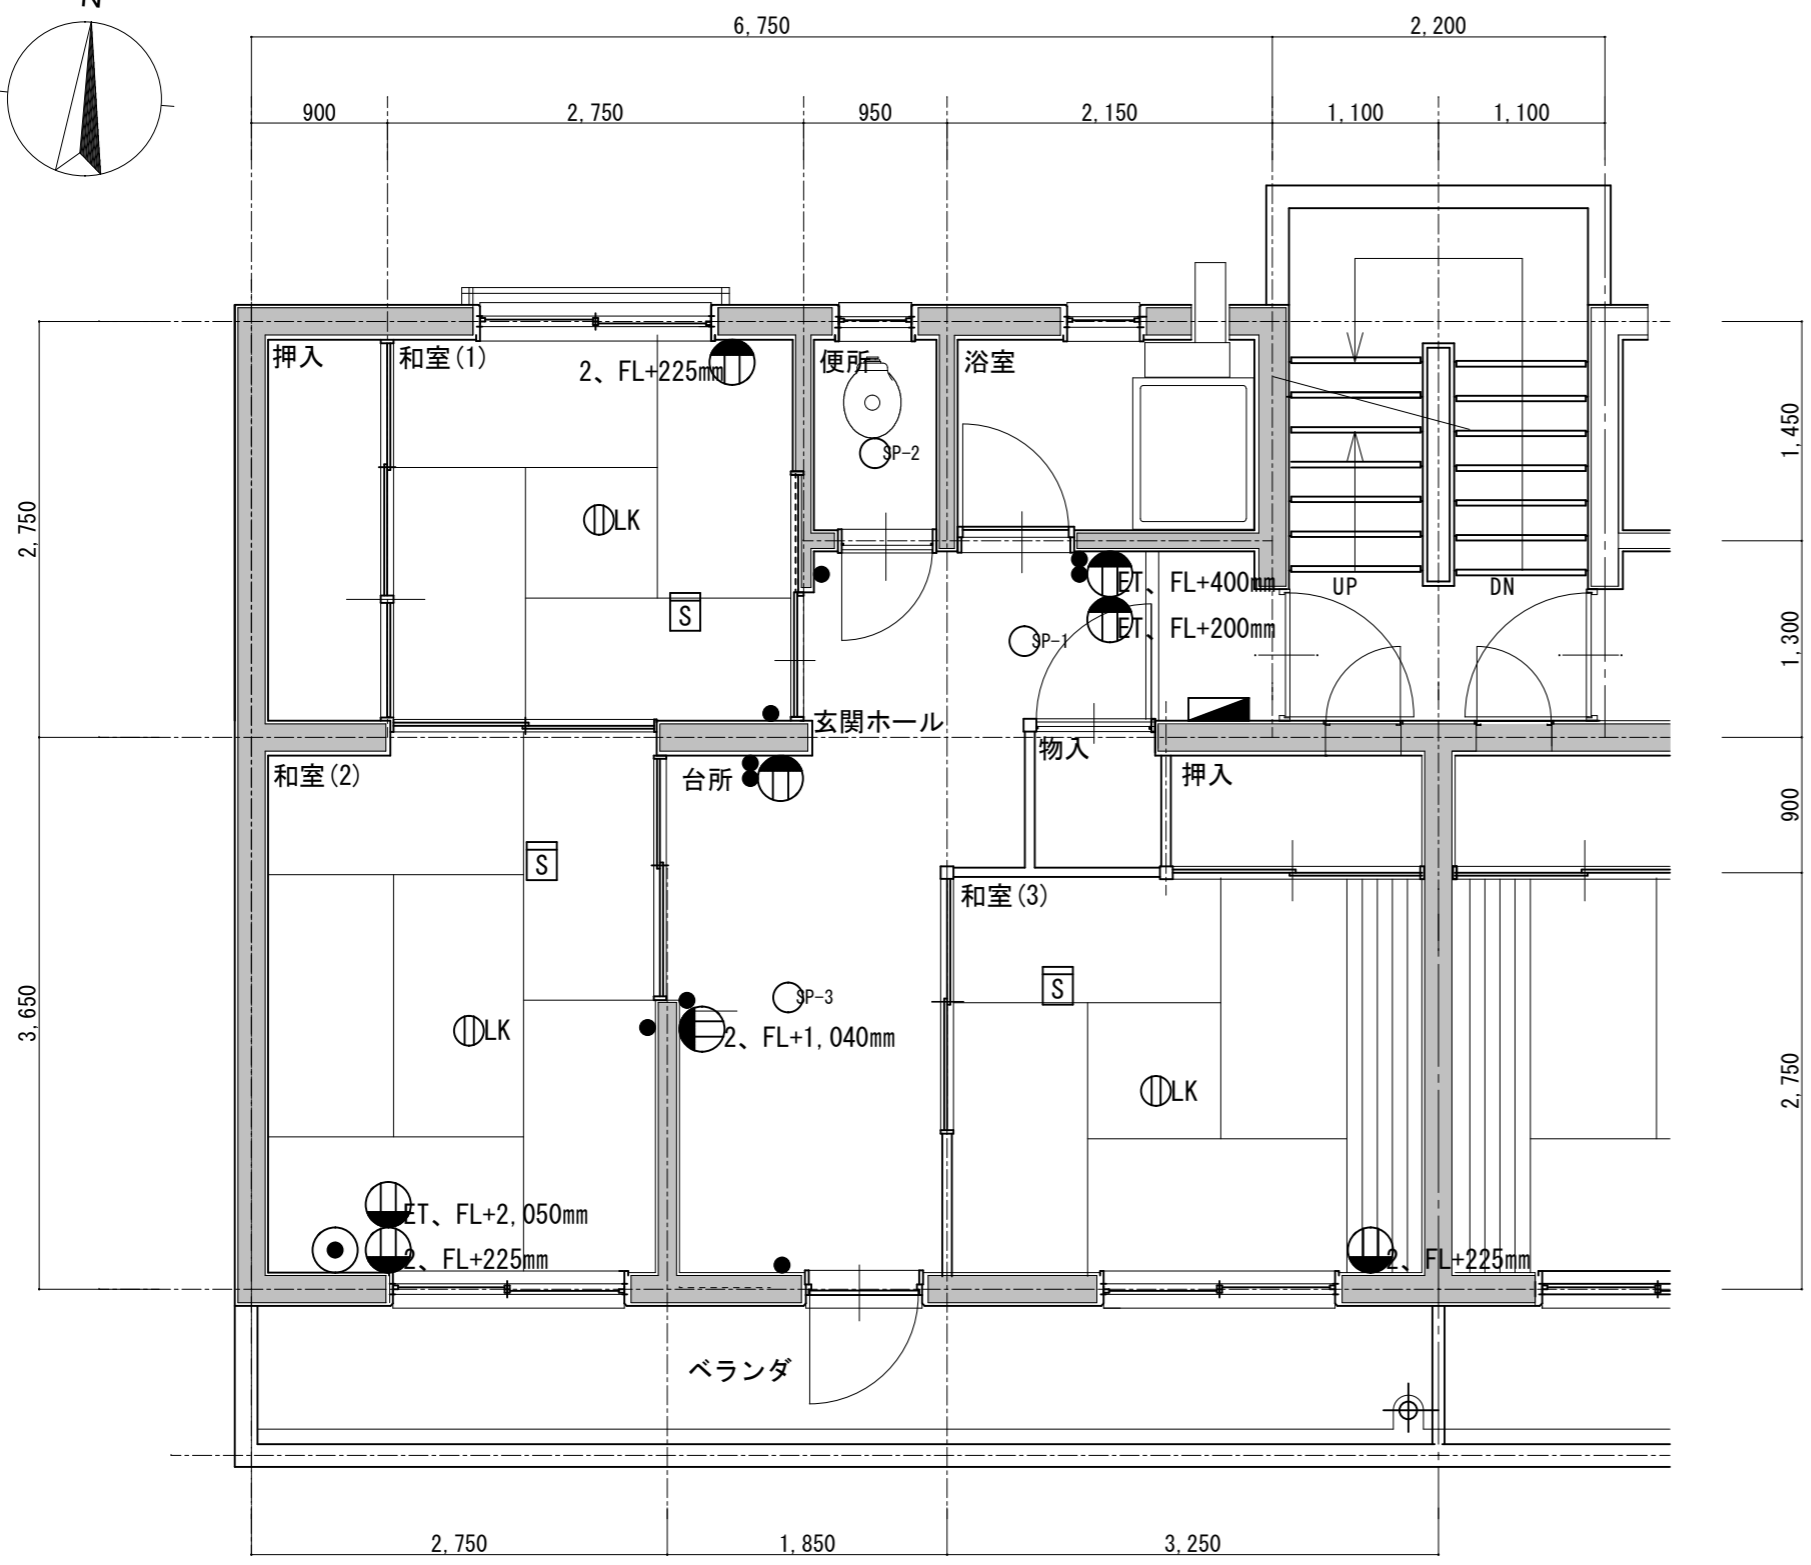 N
6,750
2,200
900
2,750
950
2,150
1,100
1,100
押入
和室(1)
2、FL+225mm
便所
浴室
SP-2
1,450
2,750
LK
S
ET、FL+400mm
ET、FL+200mm
UP
DN
SP-1
1,300
玄関ホール
物入
和室(2)
台所
押入
900
S
和室(3)
3,650
SP-3
S
LK
2、FL+1,040mm
LK
2,750
ET、FL+2,050mm
2、FL+225mm
2、FL+225mm
ベランダ
2,750
1,850
3,250